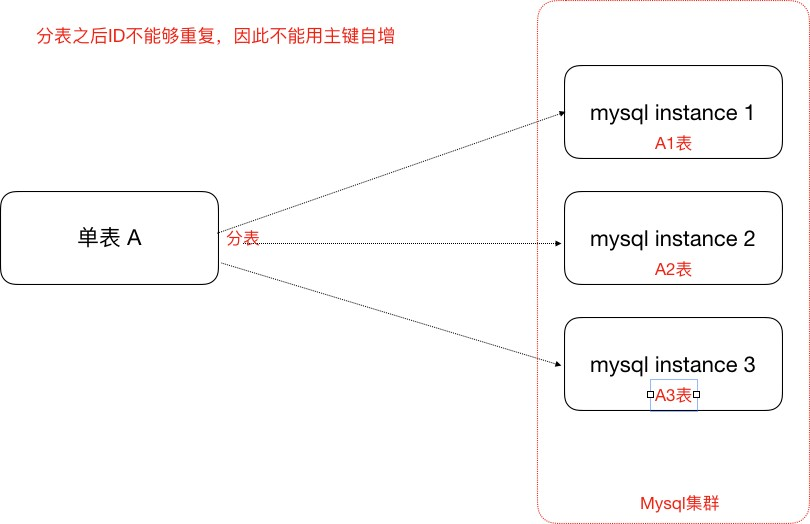 分表之后ID不能够重复，因此不能用主键自增
mysql instance 1
A1表
单表 A
分表
mysql instance 2
A2表
mysql instance 3
A3表
Mysql集群